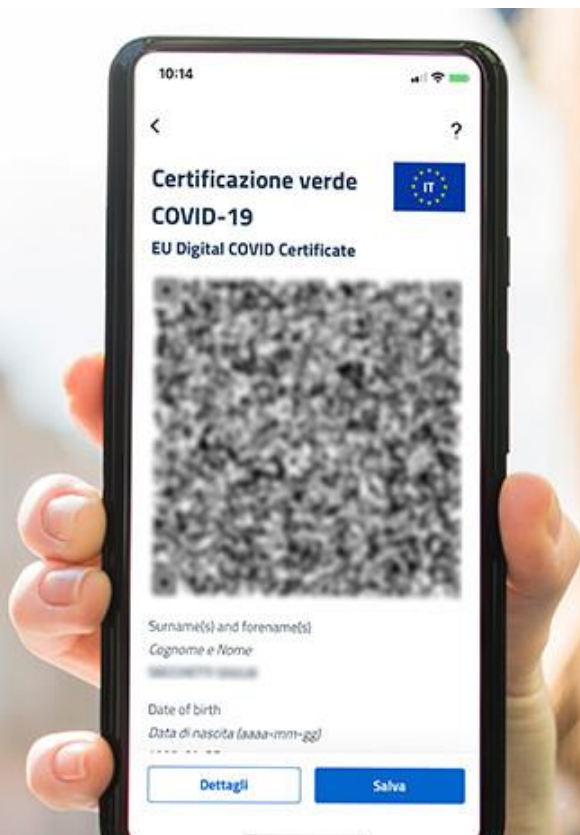 10:14
?
Certificazione verde
IT
COVID-19
EU Digital COVID Certificate
Surname(s) and forename(s)
Cognome e Nome
Date of birth
Data di nascita (aaaa-mm-gg)
Dettagli
Salva